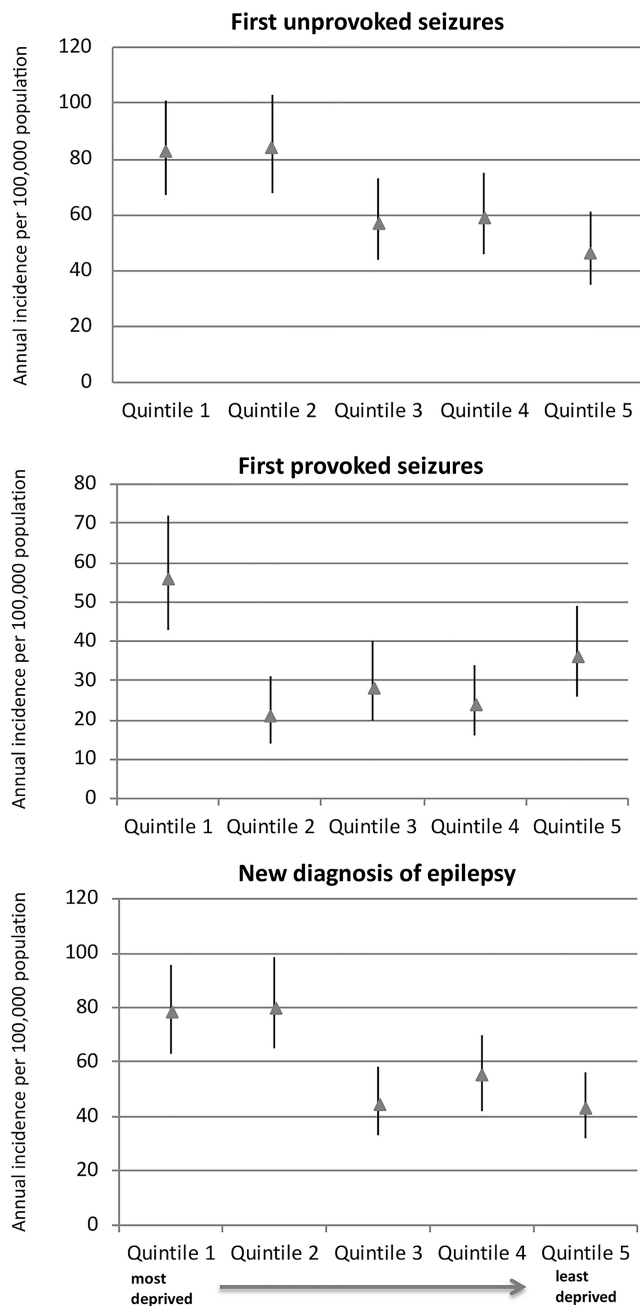 First unprovoked seizures
Annual incidence per 100,000 population
120
100
80
60
40
20
0
Quintile 1 Quintile 2 Quintile 3 Quintile 4 Quintile 5
First provoked seizures
Annual incidence per 100,000 population
80
70
60
50
40
30
20
10
0
Quintile 1 Quintile 2 Quintile 3 Quintile 4 Quintile 5
New diagnosis of epilepsy
Annual incidence per 100,000 population
120
100
80
60
40
20
0
Quintile 1 Quintile 2 Quintile 3 Quintile 4 Quintile 5
most
deprived
least
deprived